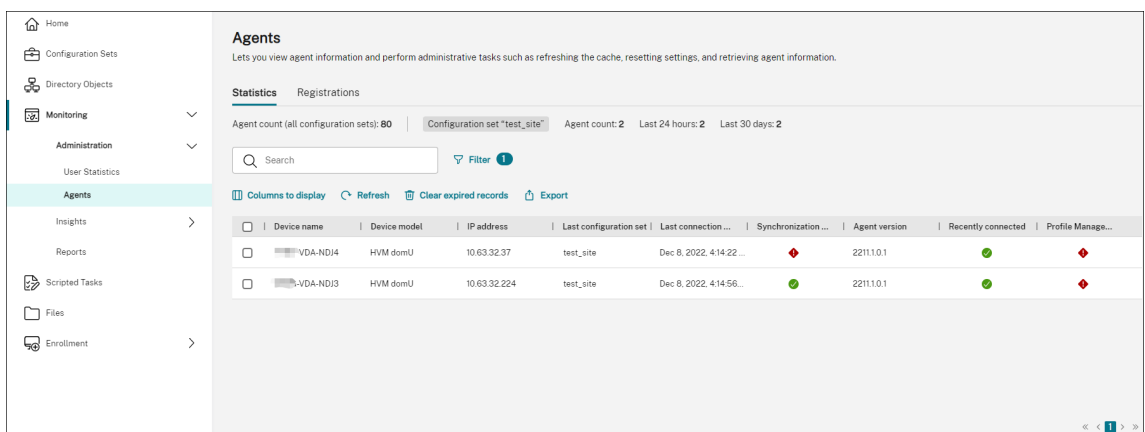 Home
Configuration Sets
Directory Objects
Monitoring
Administration
User Statistics
Agents
Insights
Reports
Scripted Tasks
Files
Enrollment
Agents
Lets you view agent information and perform administrative tasks such as refreshing the cache, resetting settings, and retrieving agent information.
Statistics Registrations
Agent count (all configuration sets): 80 Configuration set "test_site" Agent count: 2 Last 24 hours: 2 Last 30 days: 2
Search Filter 1
Columns to display Refresh Clear expired records Export
Device name Device model IP address Last configuration set Last connection ... Synchronization ... Agent version Recently connected Profile Manage...
VDA-NDJ4 HVM domU 10.63.32.37 test_site Dec 8, 2022, 4:14:22 ... 2211.1.0.1
-VDA-NDJ3 HVM domU 10.63.32.224 test_site Dec 8, 2022, 4:14:56... 2211.1.0.1
« < 1 > »